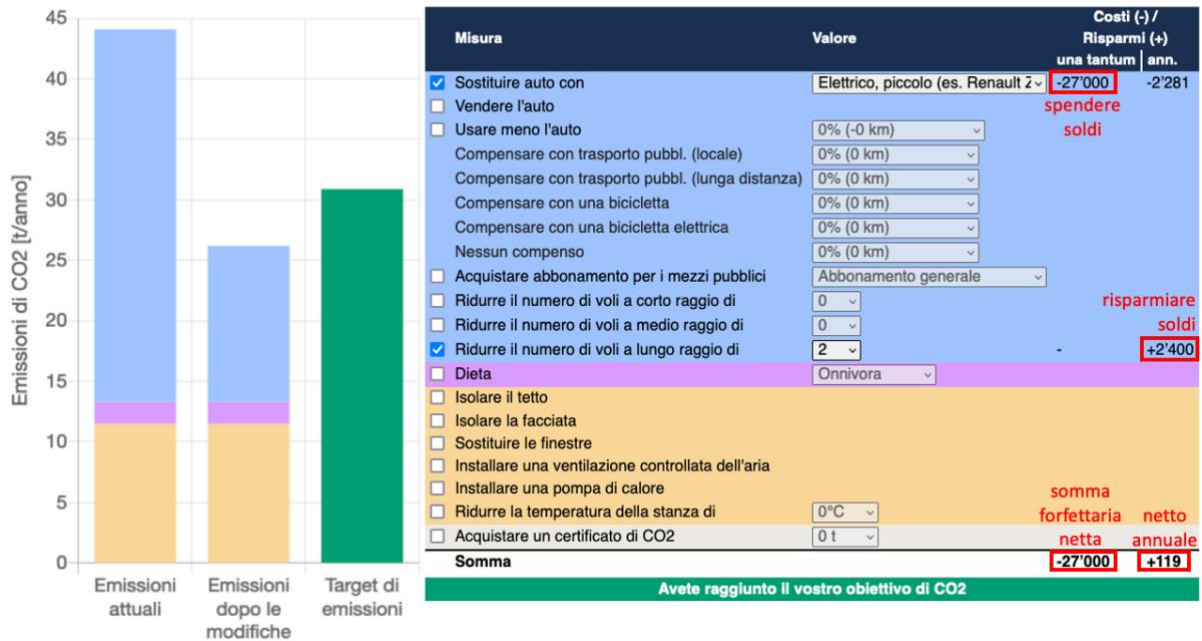 45
40
35
30
25
20
15
10
5
0
Emissioni di CO2 [t/anno]
Emissioni attuali
Emissioni dopo le modifiche
Target di emissioni
Costi (-) /
Misura Valore Risparmi (+)
una tantum ann.
Sostituire auto con Elettrico, piccolo (es. Renault Z -27'000 -2'281
Vendere l'auto spendere
Usare meno l'auto 0% (-0 km) soldi
Compensare con trasporto pubbl. (locale) 0% (0 km)
Compensare con trasporto pubbl. (lunga distanza) 0% (0 km)
Compensare con una bicicletta 0% (0 km)
Compensare con una bicicletta elettrica 0% (0 km)
Nessun compenso 0% (0 km)
Acquistare abbonamento per i mezzi pubblici Abbonamento generale
Ridurre il numero di voli a corto raggio di 0 risparmiare
Ridurre il numero di voli a medio raggio di 0 soldi
Ridurre il numero di voli a lungo raggio di 2 - +2'400
Dieta Onnivora
Isolare il tetto
Isolare la facciata
Sostituire le finestre
Installare una ventilazione controllata dell'aria
Installare una pompa di calore somma
Ridurre la temperatura della stanza di 0°C forfettaria netto
Acquistare un certificato di CO2 0 t netta annuale
Somma -27'000 +119
Avete raggiunto il vostro obiettivo di CO2